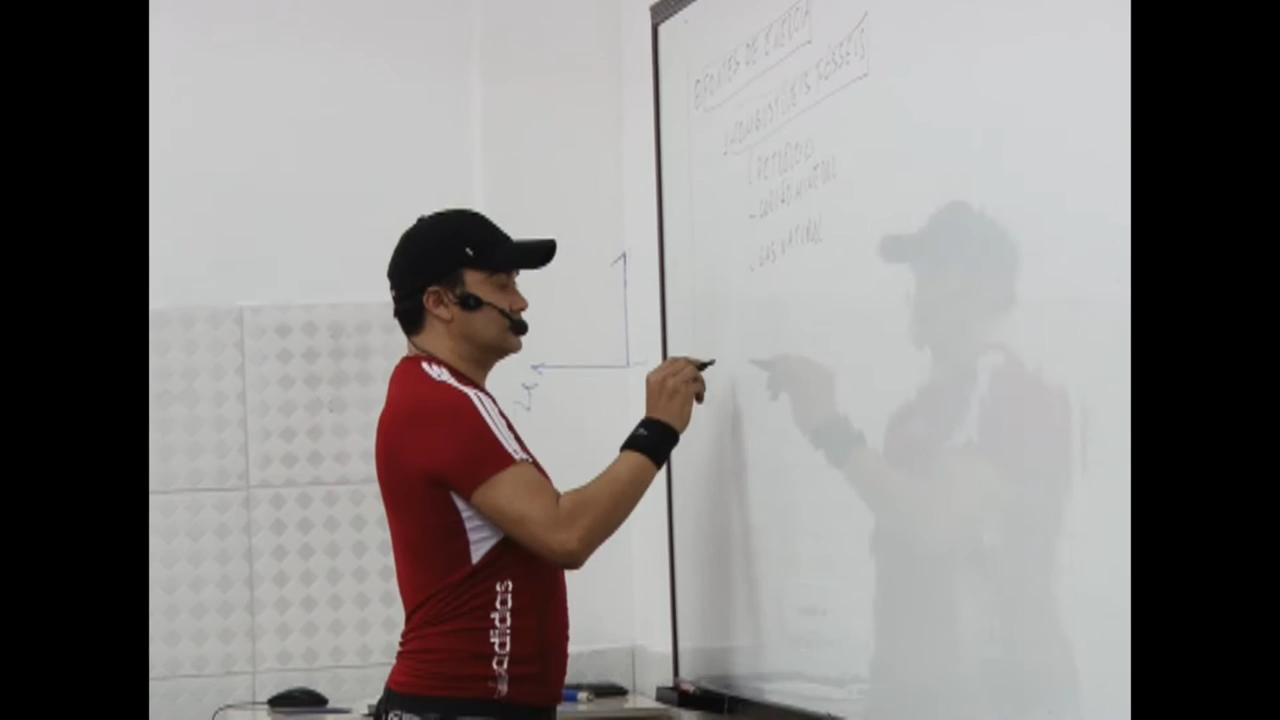 FONTES DE ENERGIA
COMBUSTÍVEIS FÓSSEIS
PETRÓLEO
- CARVÃO MINERAL
- GÁS NATURAL
adidas